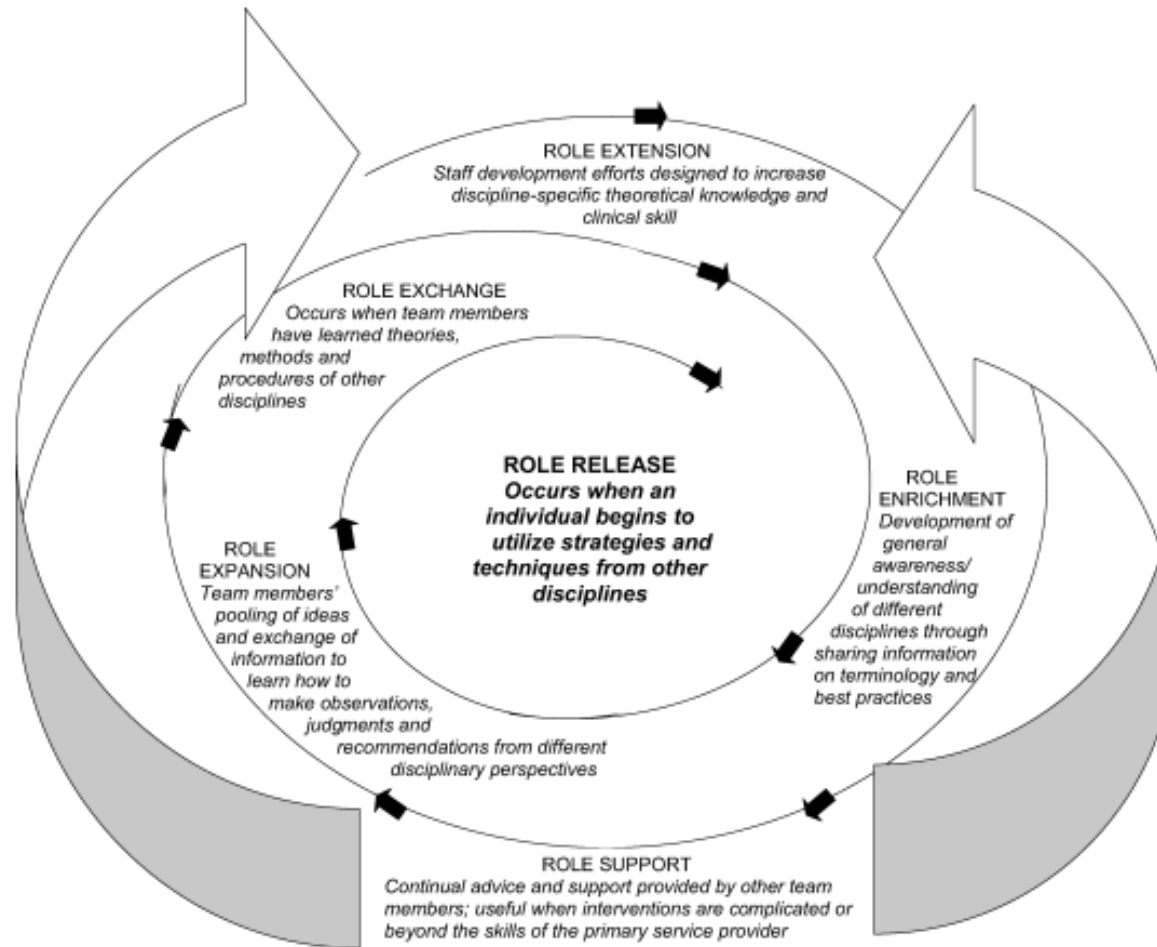 ROLE EXTENSION
Staff development efforts designed to increase
discipline-specific theoretical knowledge and
clinical skill
ROLE EXCHANGE
Occurs when team members
have learned theories,
methods and
procedures of other
disciplines
ROLE RELEASE
Occurs when an
individual begins to
utilize strategies and
techniques from other
disciplines
ROLE
ENRICHMENT
Development of
general
awareness/
understanding
of different
disciplines through
sharing information
on terminology and
best practices
ROLE
EXPANSION
Team members'
pooling of ideas
and exchange of
information to
learn how to
make observations,
judgments and
recommendations from different
disciplinary perspectives
ROLE SUPPORT
Continual advice and support provided by other team
members; useful when interventions are complicated or
beyond the skills of the primary service provider